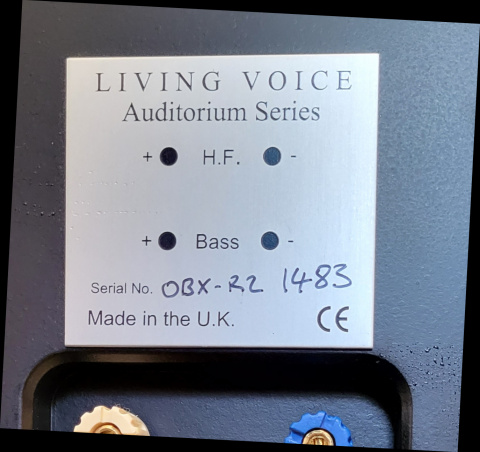 LIVING VOICE
Auditorium Series
+ H.F. -
+ Bass -
Serial No. OBX-R2 1483
Made in the U.K. CE